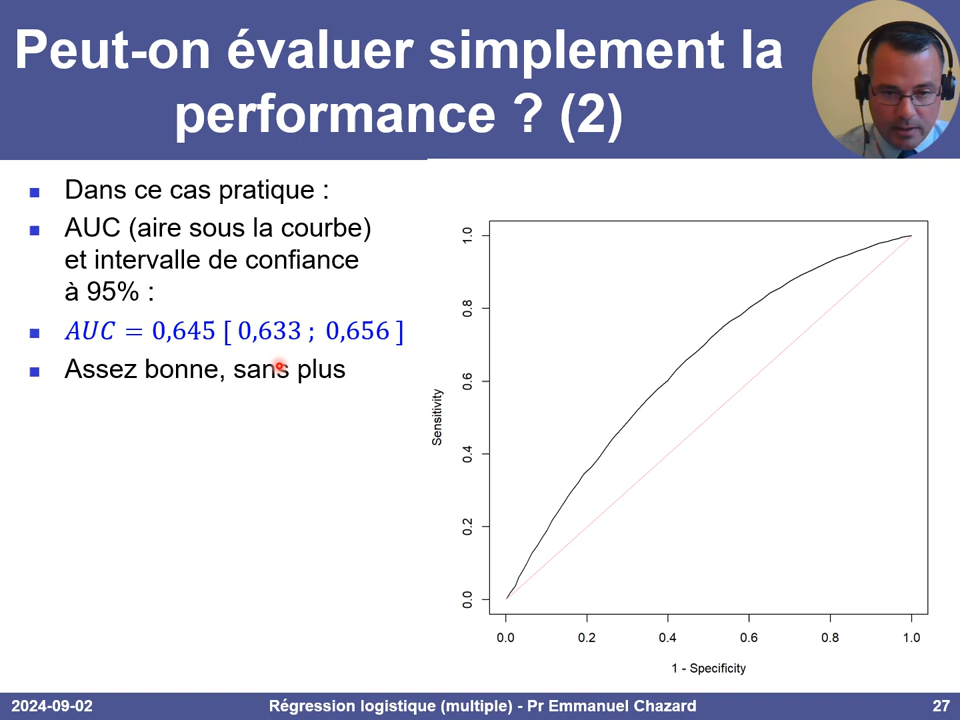 Peut-on évaluer simplement la
performance ? (2)
Dans ce cas pratique :
AUC (aire sous la courbe)
et intervalle de confiance
à 95% :
AUC = 0,645 [ 0,633 ; 0,656 ]
Assez bonne, sans plus
Sensitivity
1.0
0.8
0.6
0.4
0.2
0.0
0.0 0.2 0.4 0.6 0.8 1.0
1 - Specificity
2024-09-02 Régression logistique (multiple) - Pr Emmanuel Chazard 27